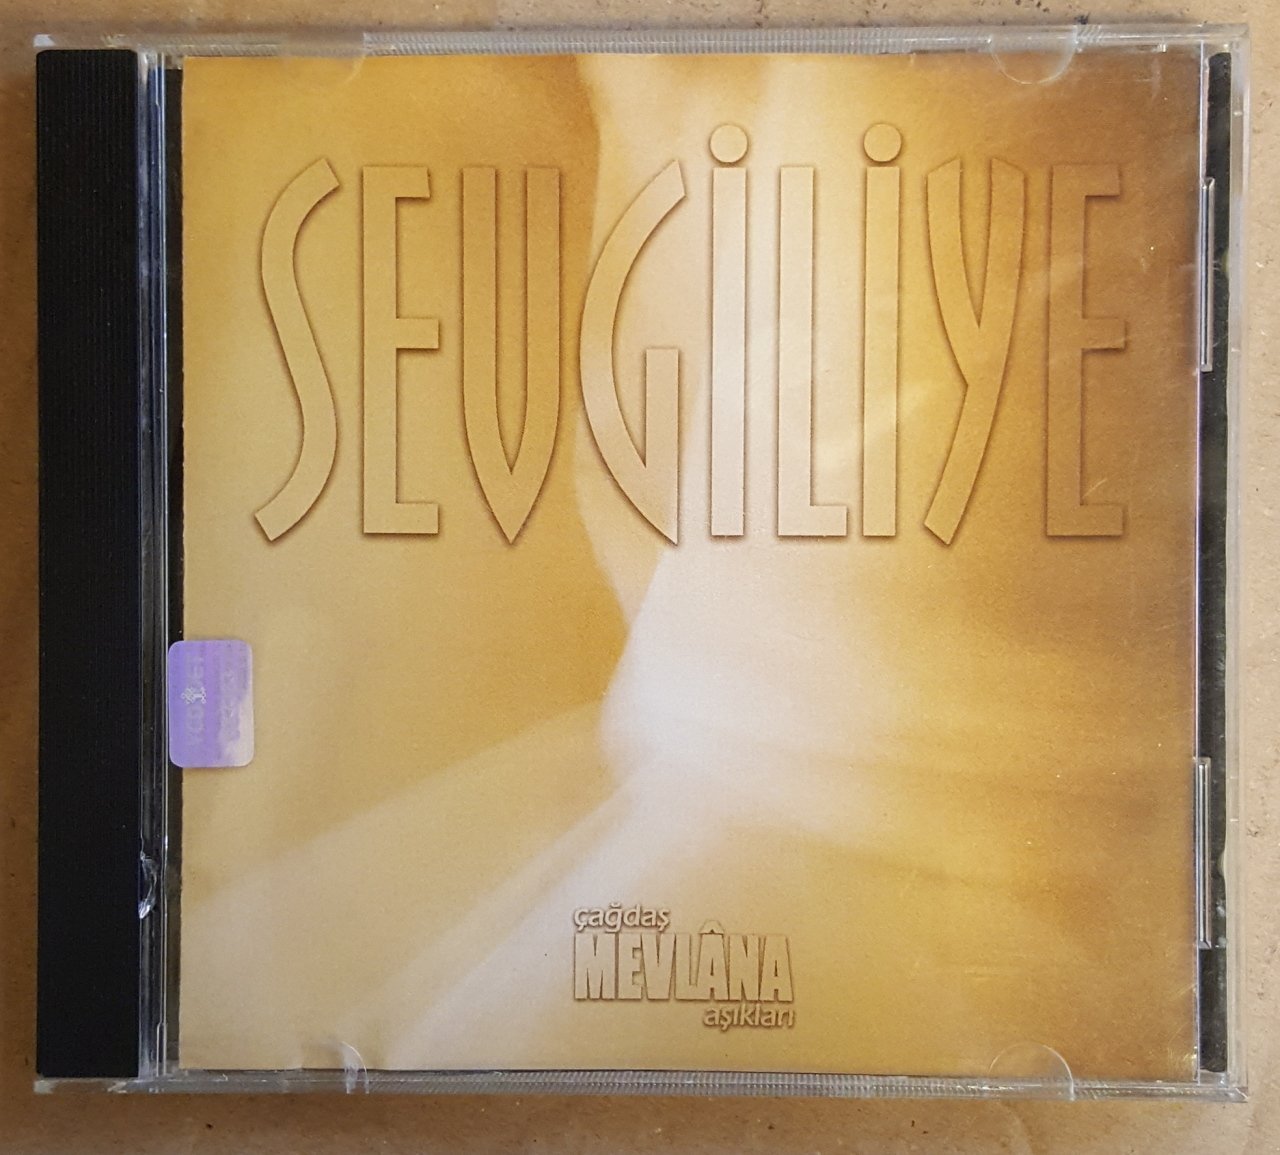 SEVGİLİYE
çağdaş
MEVLÂNA
aşıkları